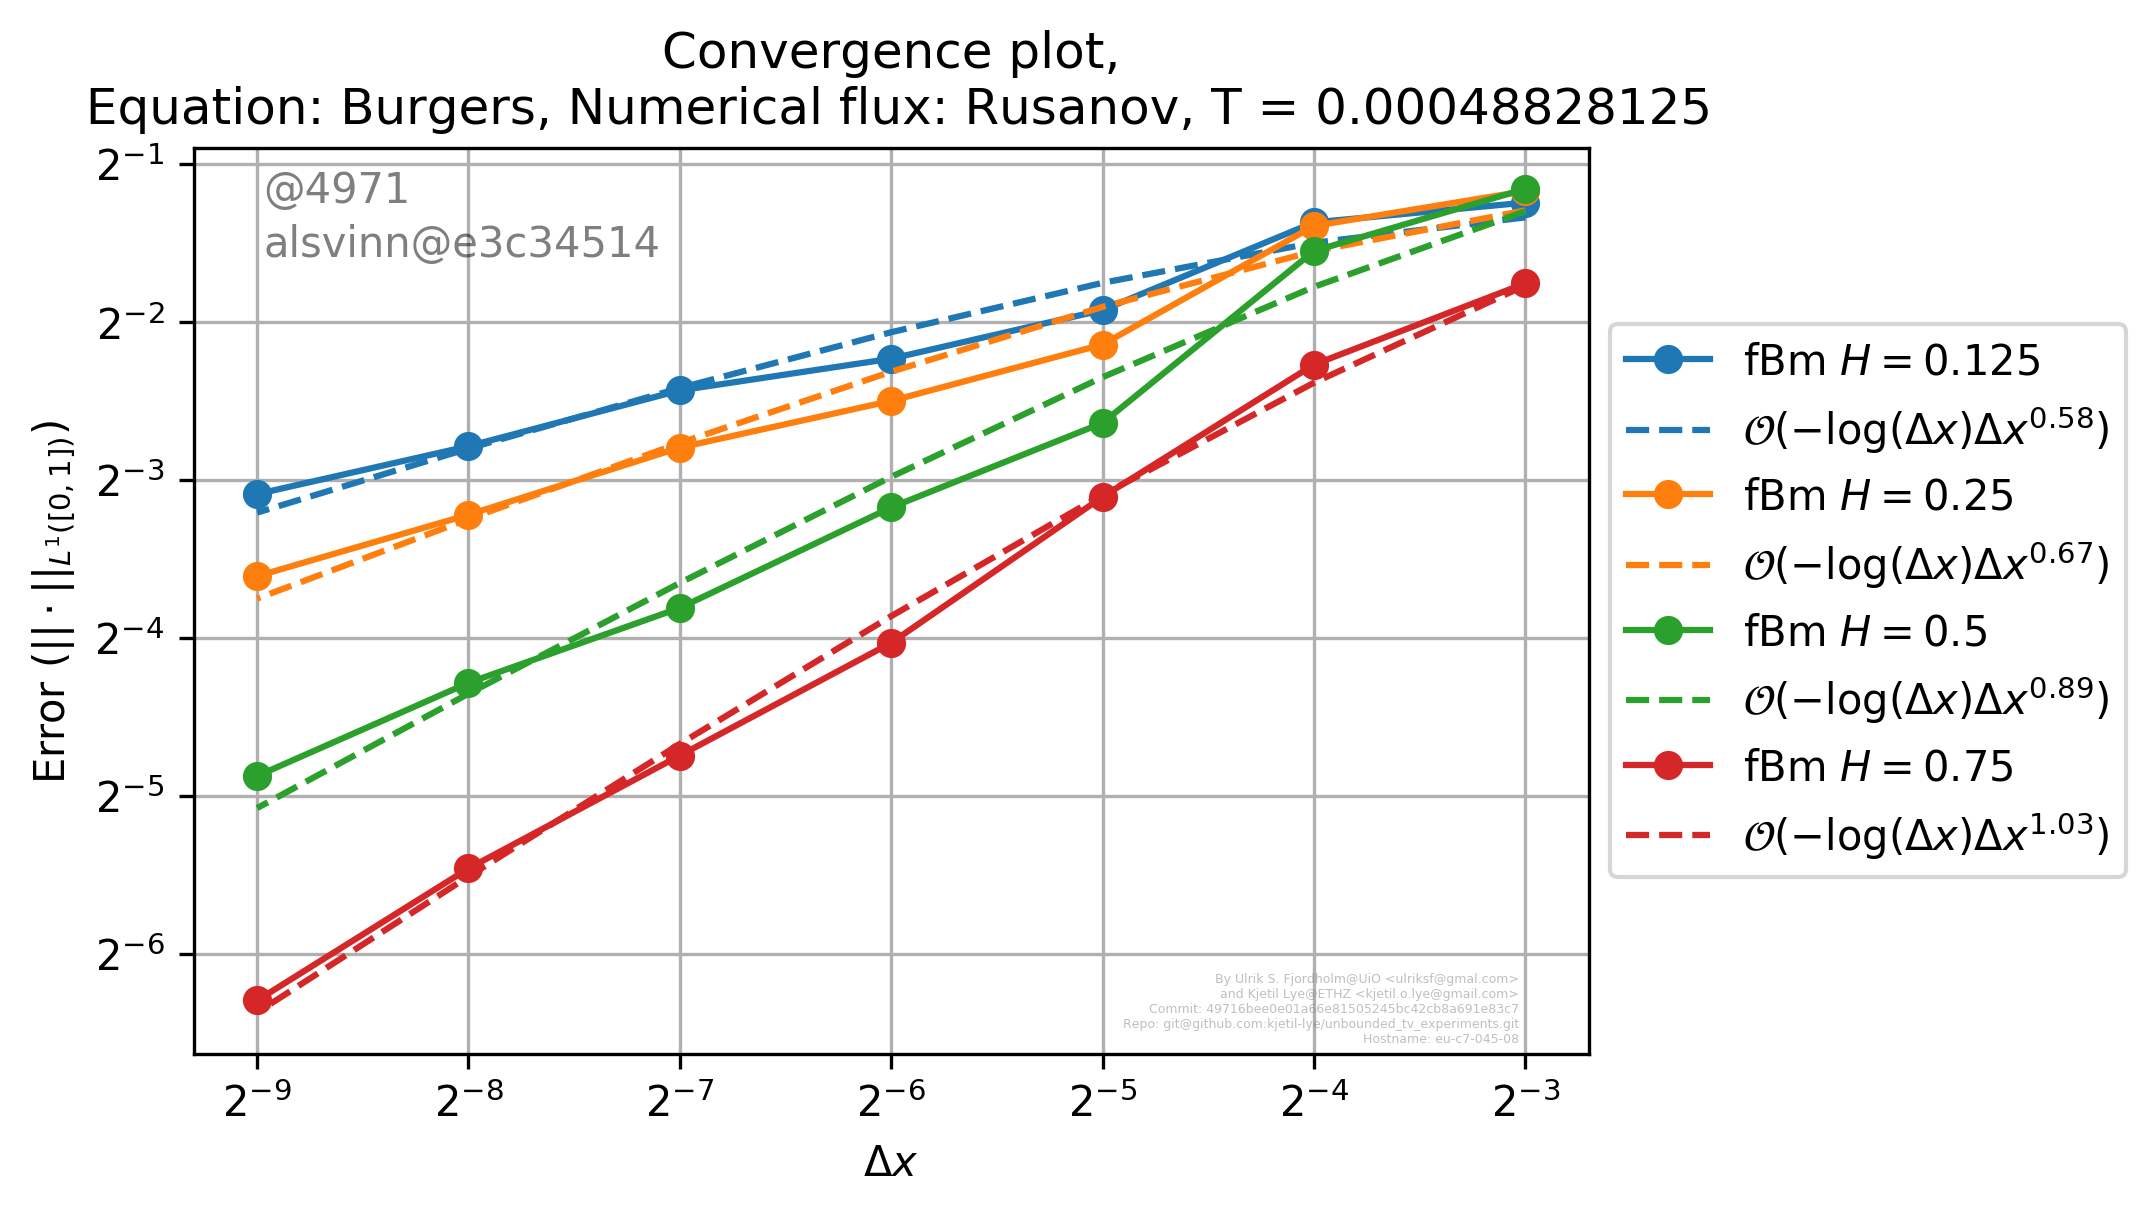 Convergence plot,
Equation: Burgers, Numerical flux: Rusanov, T = 0.00048828125
@4971
alsvinn@e3c34514
Error (|| · ||_{L^1([0, 1])})
2^{-1}
2^{-2}
2^{-3}
2^{-4}
2^{-5}
2^{-6}
2^{-9} 2^{-8} 2^{-7} 2^{-6} 2^{-5} 2^{-4} 2^{-3}
Δx
By Ulrik S. Fjordholm@UiO <ulriksf@gmal.com>
and Kjetil Lye@ETHZ <kjetil.o.lye@gmail.com>
Commit: 49716bee0e01a66e81505245bc42cb8a691e83c7
Repo: git@github.com:kjetil-lye/unbounded_tv_experiments.git
Hostname: eu-c7-045-08
fBm H = 0.125
𝒪(−log(Δx)Δx^{0.58})
fBm H = 0.25
𝒪(−log(Δx)Δx^{0.67})
fBm H = 0.5
𝒪(−log(Δx)Δx^{0.89})
fBm H = 0.75
𝒪(−log(Δx)Δx^{1.03})